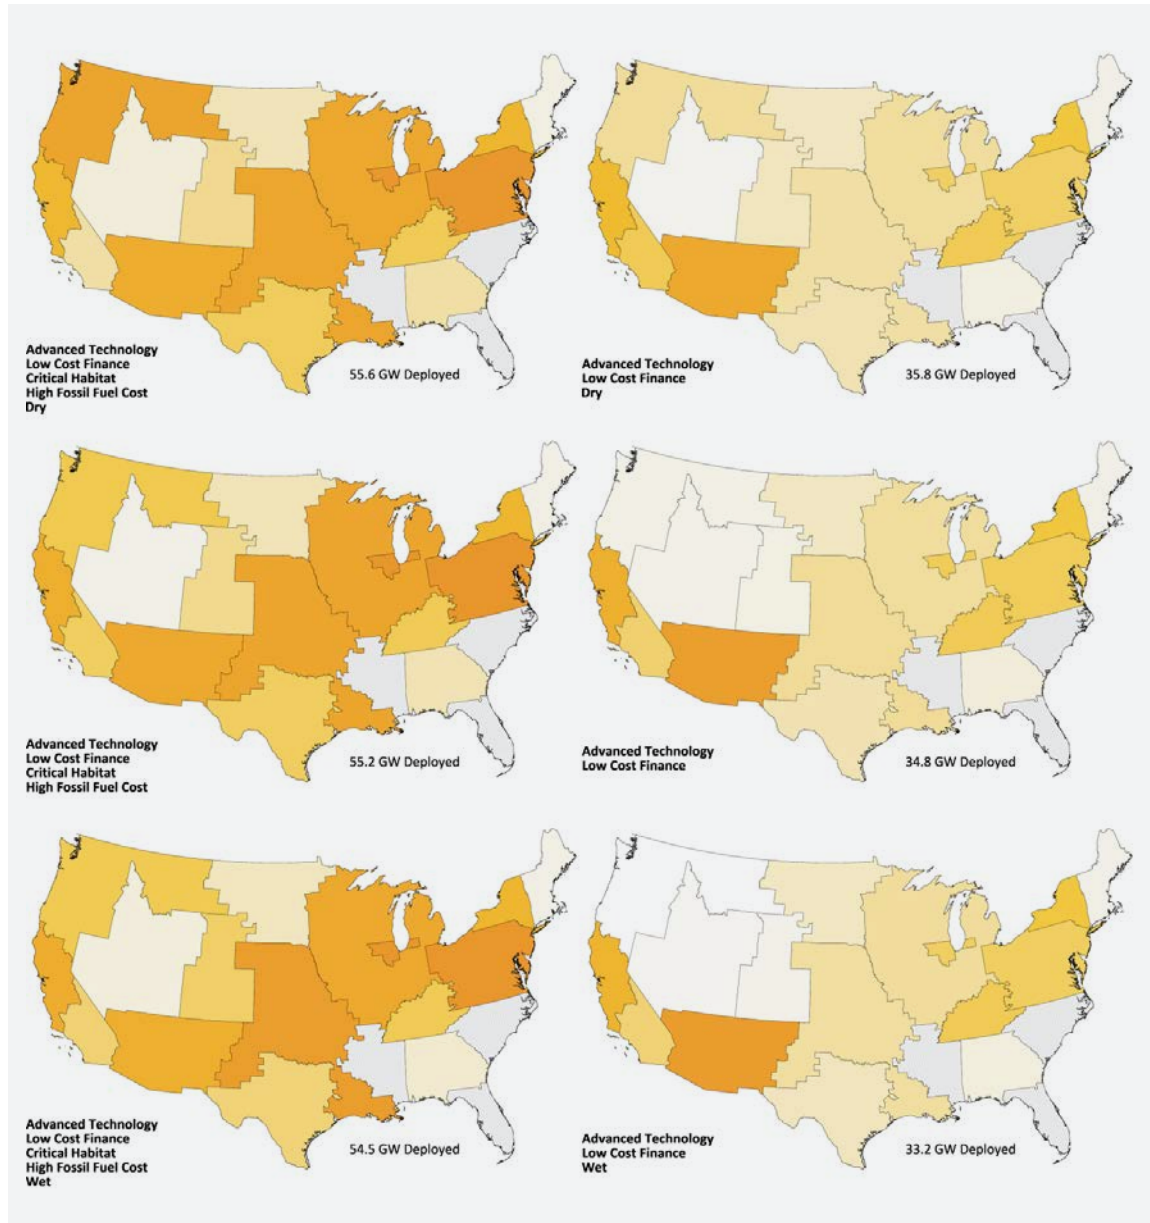 Advanced Technology
Low Cost Finance
Critical Habitat
High Fossil Fuel Cost
Dry
55.6 GW Deployed
Advanced Technology
Low Cost Finance
Dry
35.8 GW Deployed
Advanced Technology
Low Cost Finance
Critical Habitat
High Fossil Fuel Cost
55.2 GW Deployed
Advanced Technology
Low Cost Finance
34.8 GW Deployed
Advanced Technology
Low Cost Finance
Critical Habitat
High Fossil Fuel Cost
Wet
54.5 GW Deployed
Advanced Technology
Low Cost Finance
Wet
33.2 GW Deployed